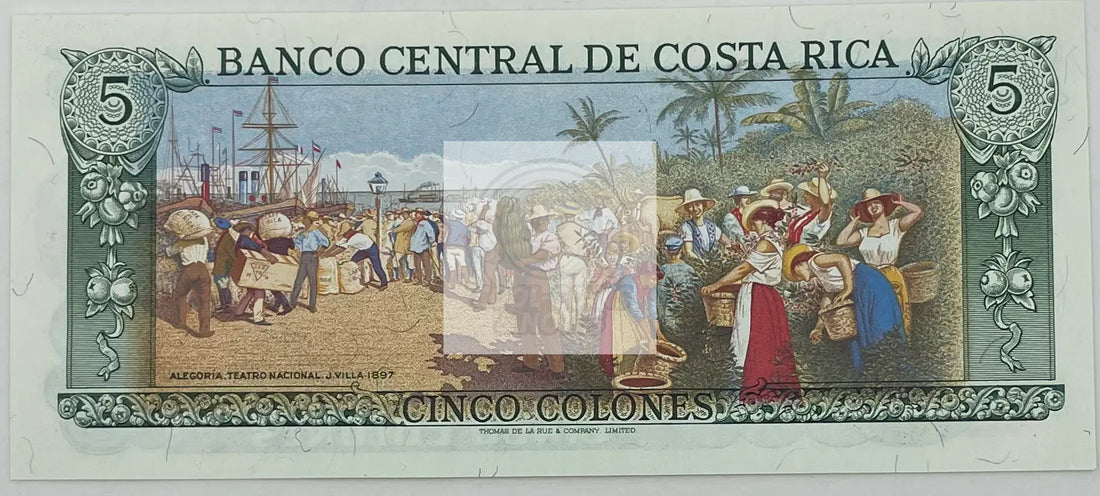 BANCO CENTRAL DE COSTA RICA
5
5
ALEGORIA. TEATRO NACIONAL. J. VILLA 1897
CINCO COLONES
THOMAS DE LA RUE & COMPANY, LIMITED